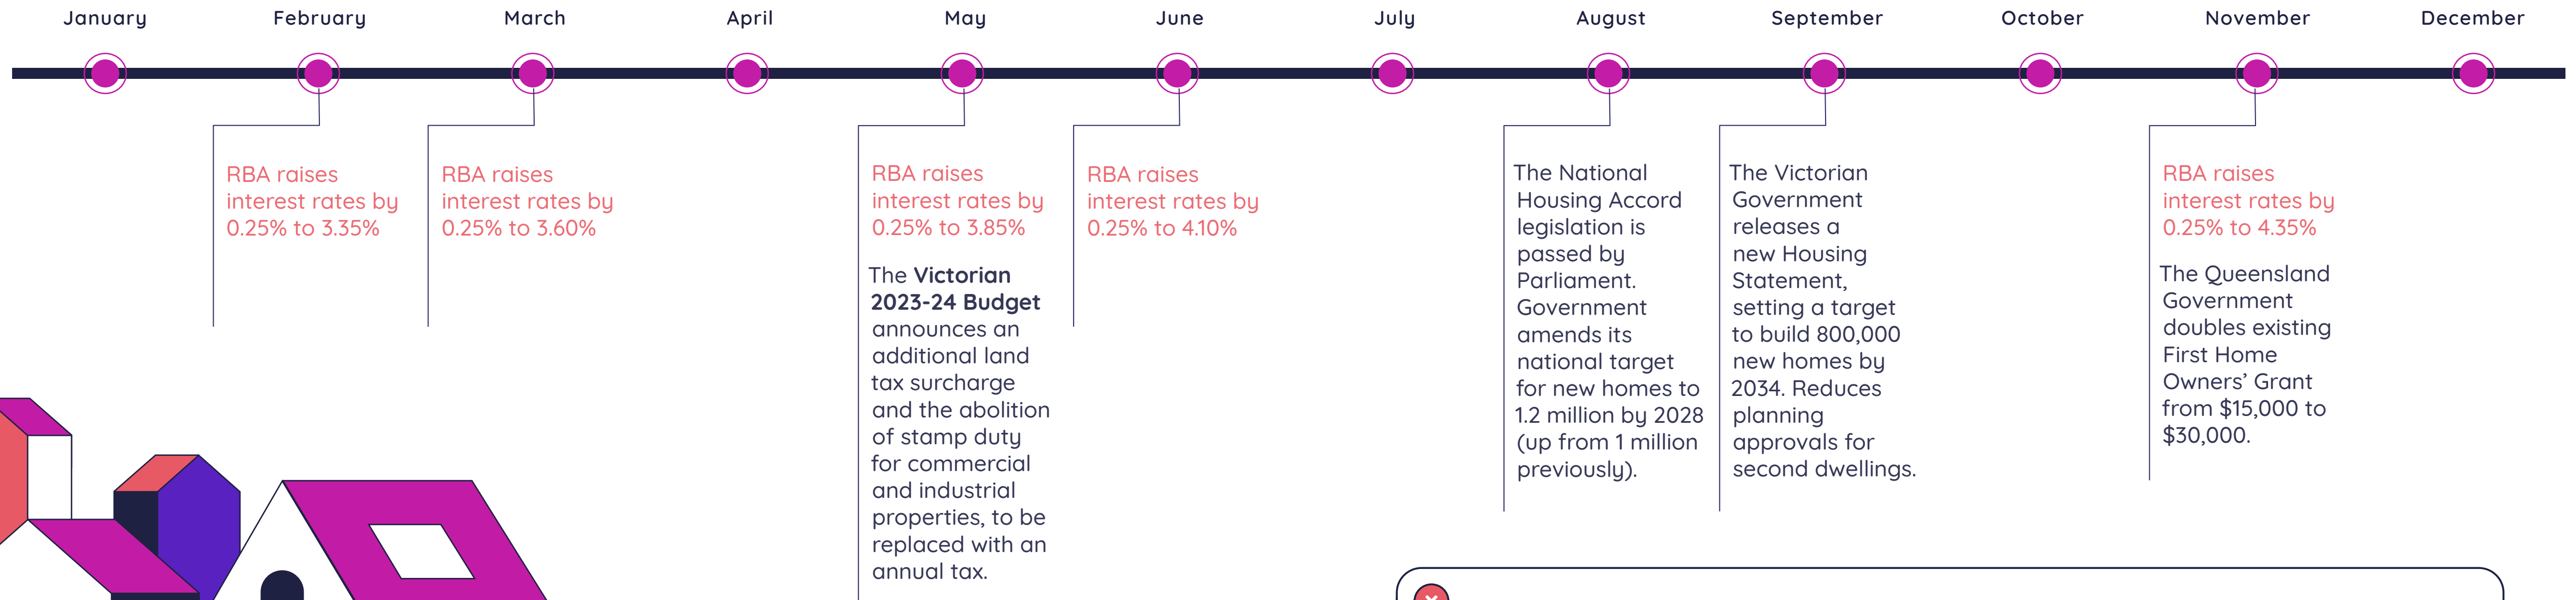 January
February
March
April
May
June
July
August
September
October
November
December
RBA raises
interest rates by
0.25% to 3.35%
RBA raises
interest rates by
0.25% to 3.60%
RBA raises
interest rates by
0.25% to 3.85%
The Victorian
2023-24 Budget
announces an
additional land
tax surcharge
and the abolition
of stamp duty
for commercial
and industrial
properties, to be
replaced with an
annual tax.
RBA raises
interest rates by
0.25% to 4.10%
The National
Housing Accord
legislation is
passed by
Parliament.
Government
amends its
national target
for new homes to
1.2 million by 2028
(up from 1 million
previously).
The Victorian
Government
releases a
new Housing
Statement,
setting a target
to build 800,000
new homes by
2034. Reduces
planning
approvals for
second dwellings.
RBA raises
interest rates by
0.25% to 4.35%
The Queensland
Government
doubles existing
First Home
Owners’ Grant
from $15,000 to
$30,000.